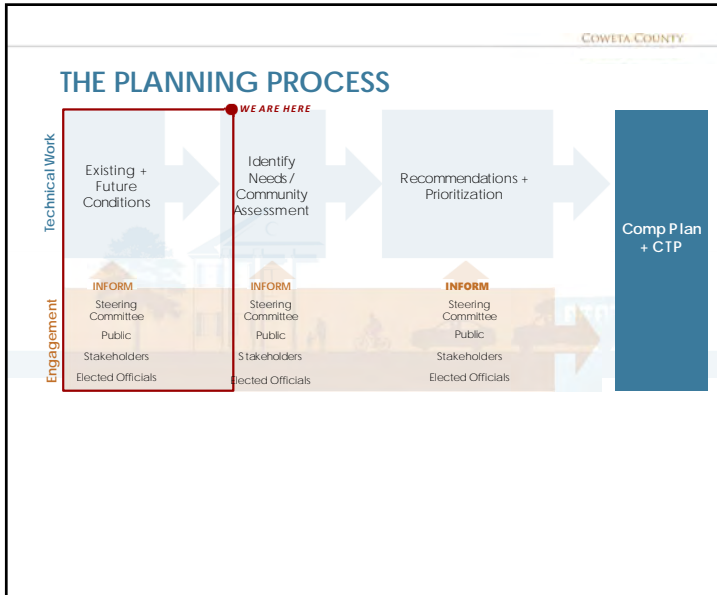 COWETA COUNTY
THE PLANNING PROCESS
WE ARE HERE
Technical Work
Existing +
Future
Conditions
Identify
Needs/
Community
Assessment
Recommendations +
Prioritization
Comp Plan
+ CTP
Engagement
INFORM
Steering
Committee
Public
Stakeholders
Elected Officials
INFORM
Steering
Committee
Public
Stakeholders
Elected Officials
INFORM
Steering
Committee
Public
Stakeholders
Elected Officials